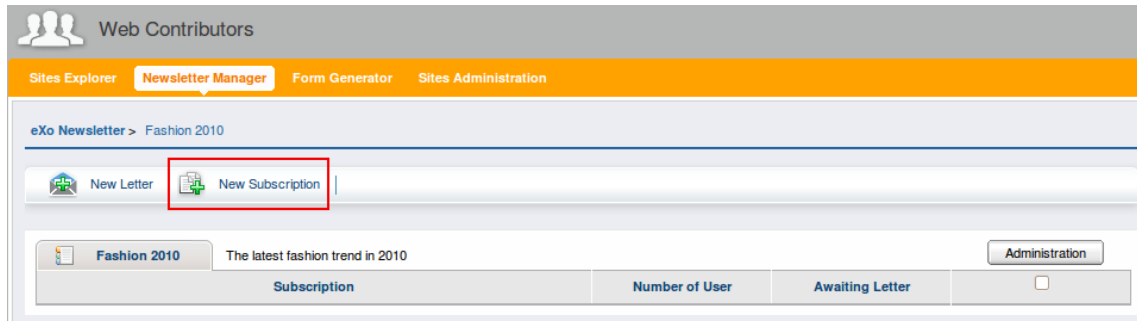 Web Contributors
Sites Explorer Newsletter Manager Form Generator Sites Administration
eXo Newsletter > Fashion 2010
New Letter New Subscription
Fashion 2010 The latest fashion trend in 2010 Administration
Subscription Number of User Awaiting Letter